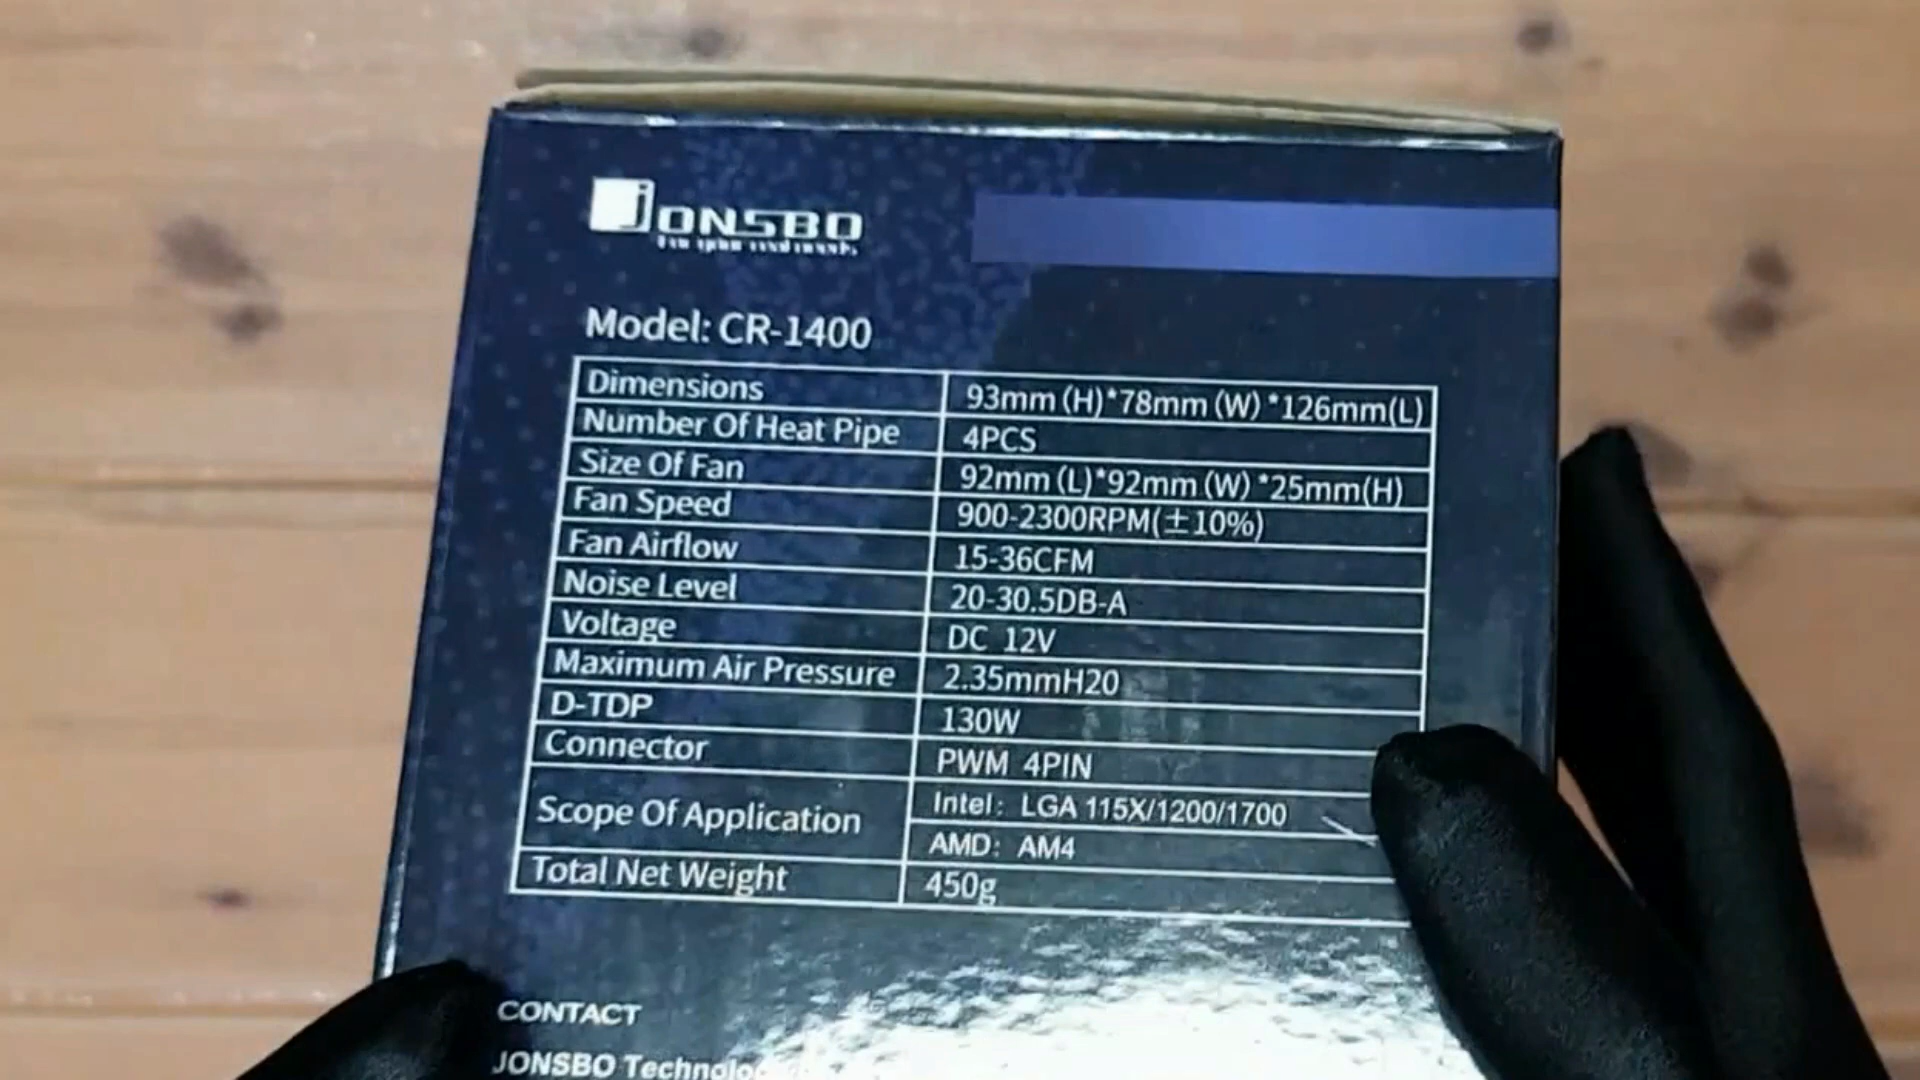 JONSBO
Model: CR-1400
Dimensions 93mm (H)*78mm (W) *126mm(L)
Number Of Heat Pipe 4PCS
Size Of Fan 92mm (L)*92mm (W) *25mm(H)
Fan Speed 900-2300RPM(±10%)
Fan Airflow 15-36CFM
Noise Level 20-30.5DB-A
Voltage DC 12V
Maximum Air Pressure 2.35mmH20
D-TDP 130W
Connector PWM 4PIN
Scope Of Application Intel: LGA 115X/1200/1700
AMD: AM4
Total Net Weight 450g
CONTACT
JONSBO